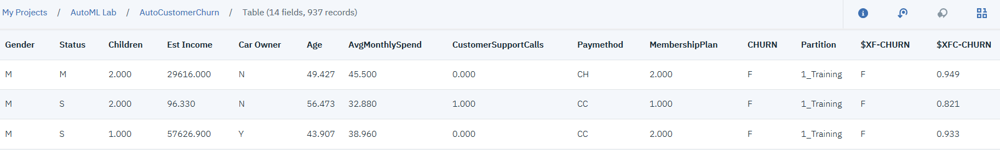 My Projects / AutoML Lab / AutoCustomerChurn / Table (14 fields, 937 records)
Gender Status Children Est Income Car Owner Age AvgMonthlySpend CustomerSupportCalls Paymethod MembershipPlan CHURN Partition $XF-CHURN $XFC-CHURN
M M 2.000 29616.000 N 49.427 45.500 0.000 CH 2.000 F 1_Training F 0.949
M S 2.000 96.330 N 56.473 32.880 1.000 CC 1.000 F 1_Training F 0.821
M S 1.000 57626.900 Y 43.907 38.960 0.000 CC 2.000 F 1_Training F 0.933